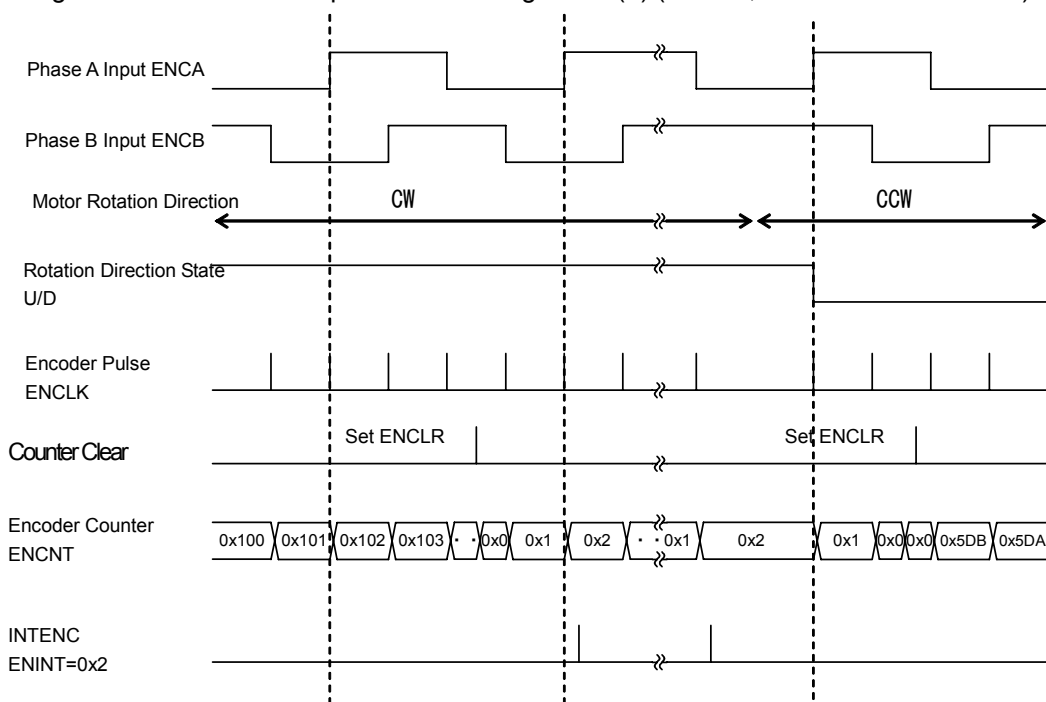 Phase A Input ENCA
Phase B Input ENCB
Motor Rotation Direction
CW
CCW
Rotation Direction State
U/D
Encoder Pulse
ENCLK
Counter Clear
Set ENCLR
Set ENCLR
Encoder Counter
ENCNT
0x100 0x101 0x102 0x103 · · 0x0 0x1 0x2 · · 0x1 0x2 0x1 0x0 0x0 0x5DB 0x5DA
INTENC
ENINT=0x2